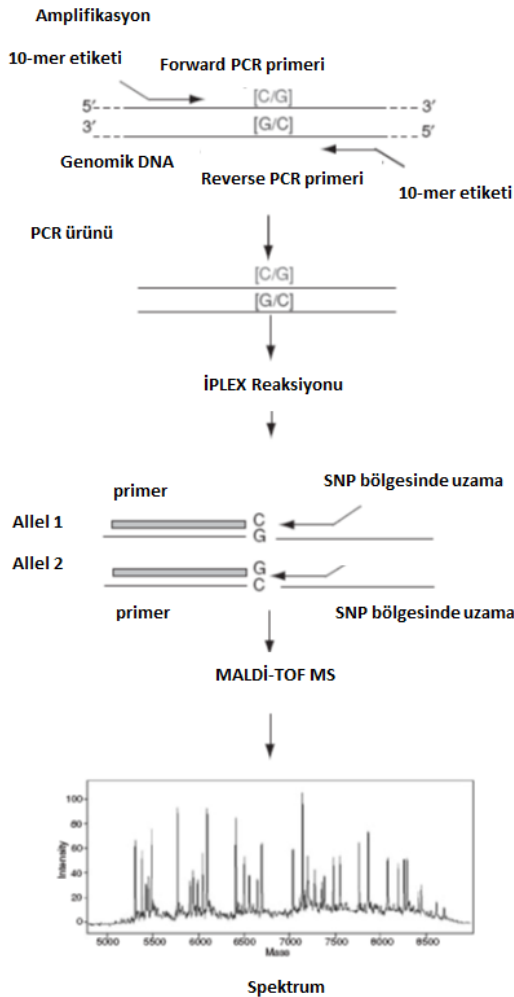 Amplifikasyon
10-mer etiketi
Forward PCR primeri
[C/G]
5′ 3′
[G/C]
3′ 5′
Genomik DNA
Reverse PCR primeri
10-mer etiketi
PCR ürünü
[C/G]
[G/C]
İPLEX Reaksiyonu
SNP bölgesinde uzama
primer
Allel 1
C
G
Allel 2
G
C
primer
SNP bölgesinde uzama
MALDİ-TOF MS
100
80
60
40
20
0
Intensity
5000 5500 6000 6500 7000 7500 8000 8500
Mass
Spektrum